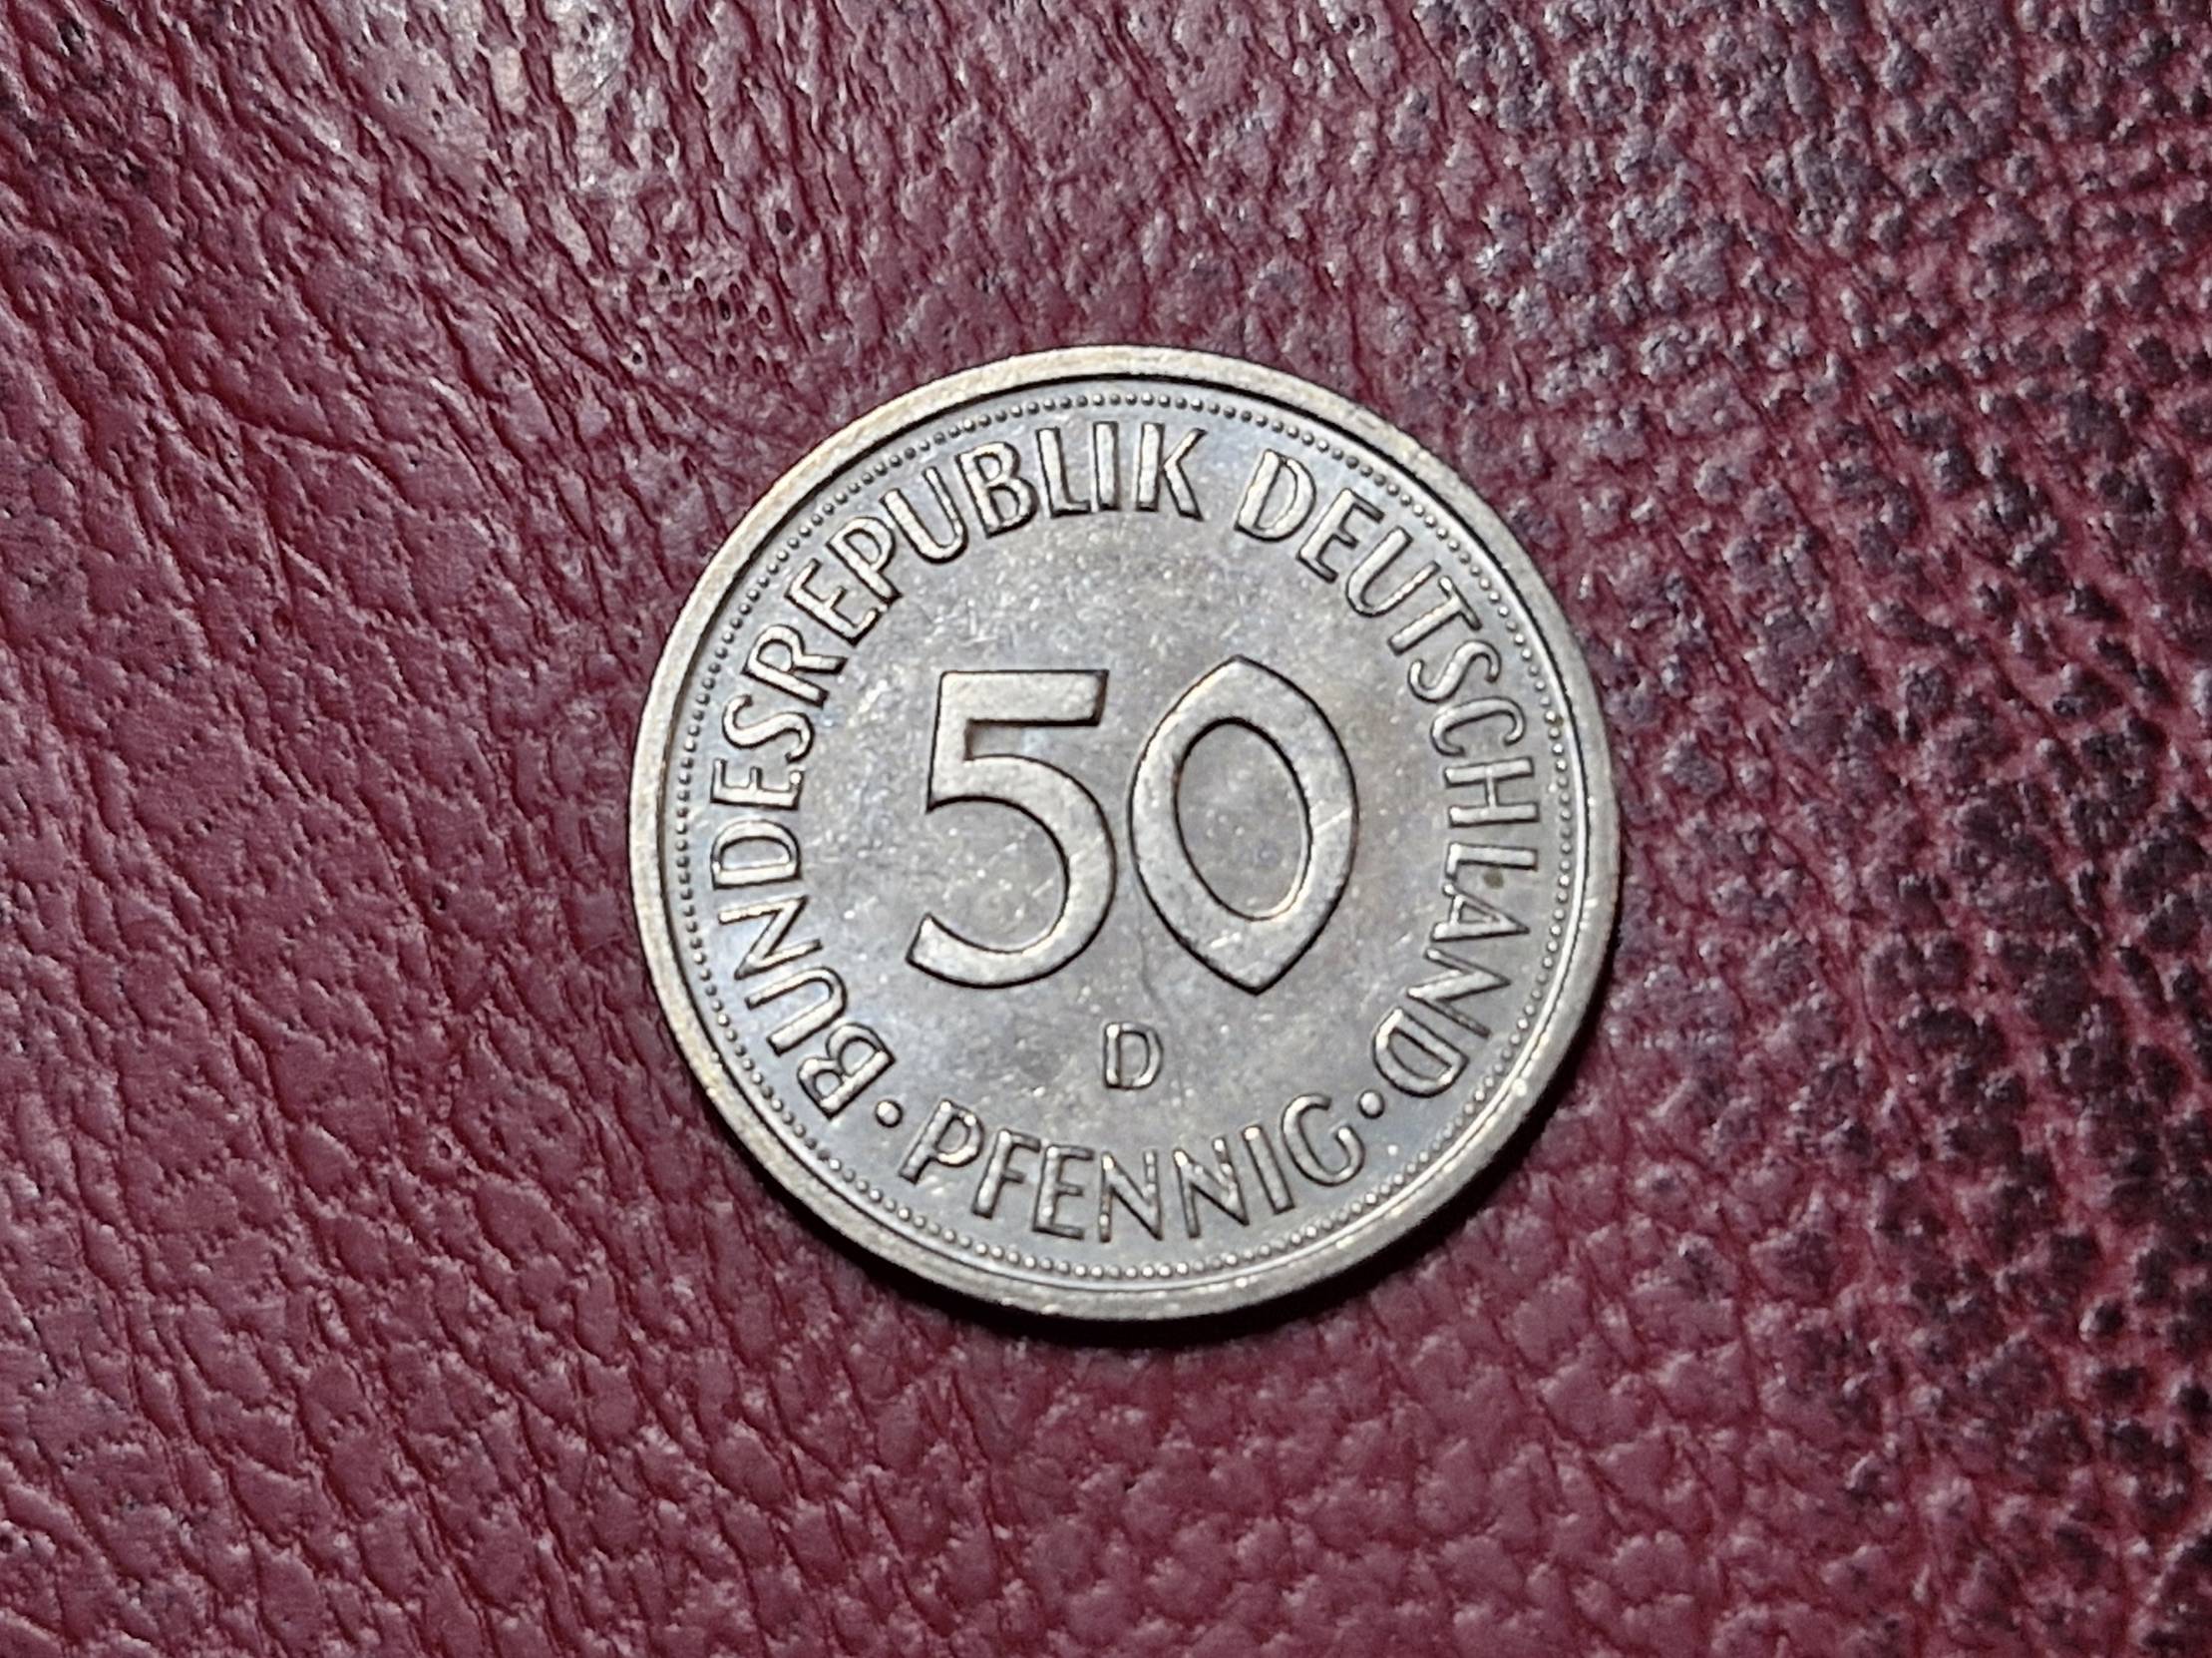 BUNDESREPUBLIK DEUTSCHLAND
50
D
· PFENNIG ·